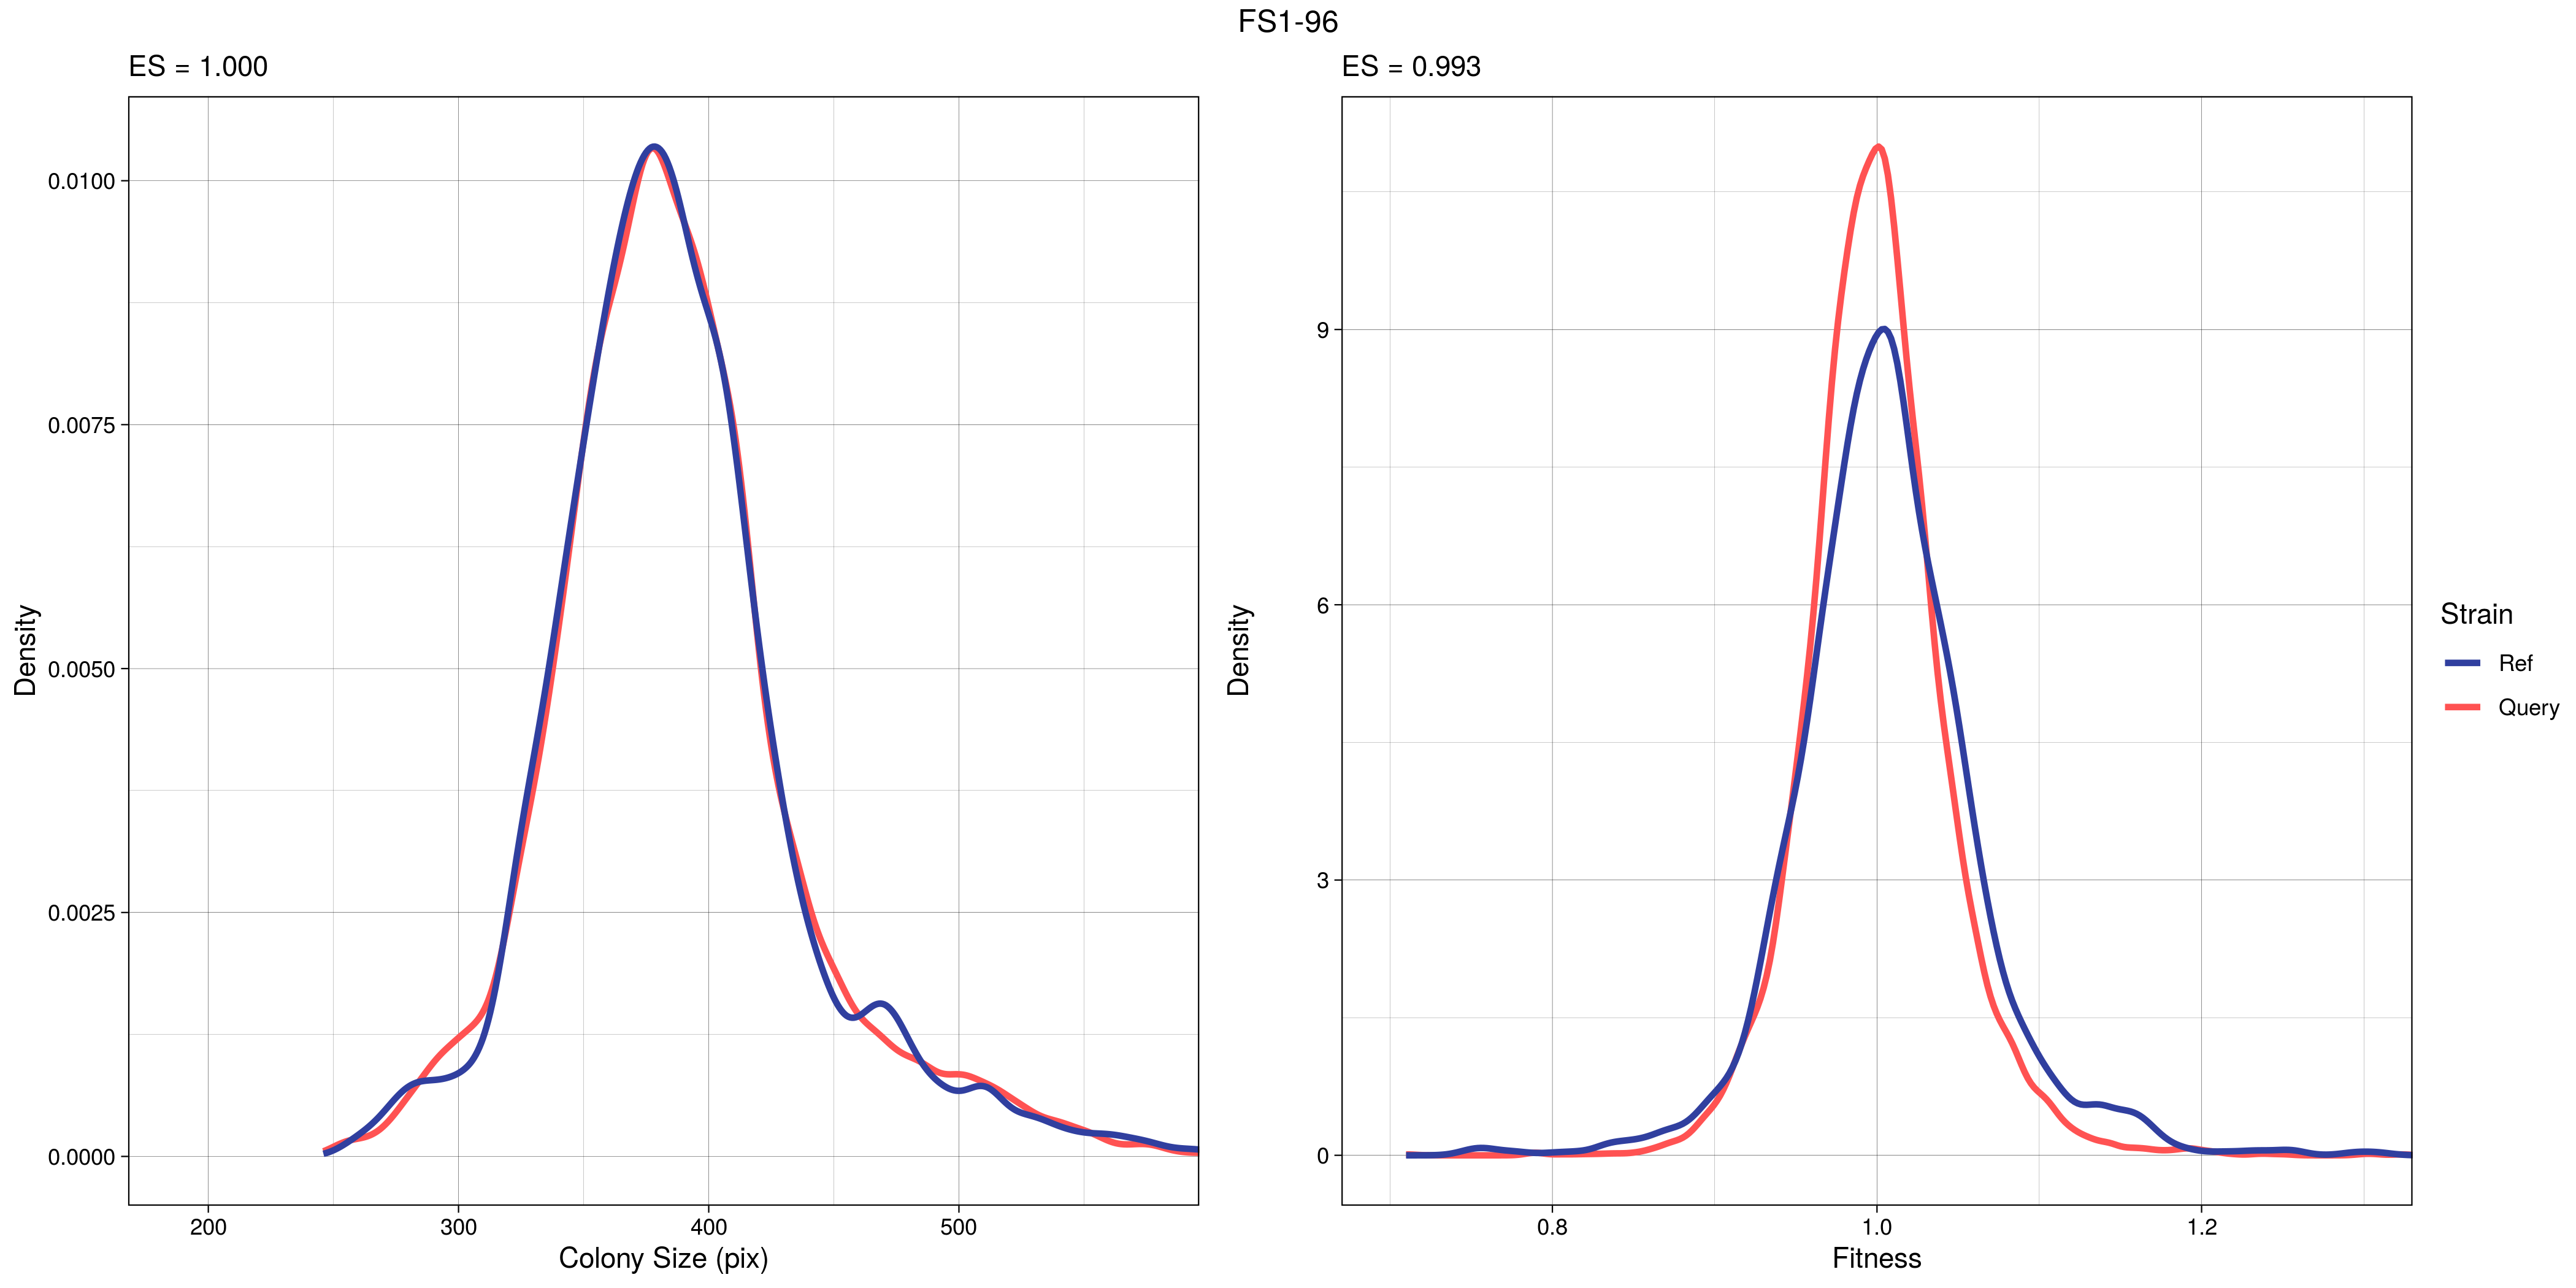 FS1-96
ES = 1.000
ES = 0.993
Density
0.0100
0.0075
0.0050
0.0025
0.0000
200 300 400 500
Colony Size (pix)
Density
9
6
3
0
0.8 1.0 1.2
Fitness
Strain
Ref
Query